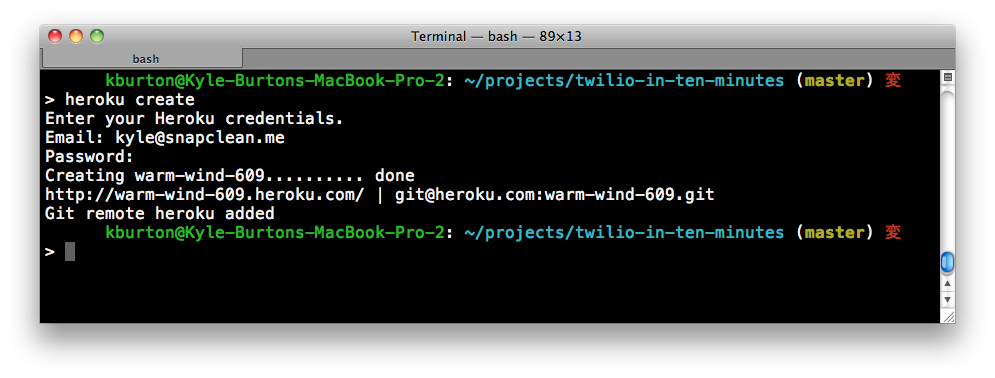 Terminal — bash — 89×13
bash
kburton@Kyle-Burtons-MacBook-Pro-2: ~/projects/twilio-in-ten-minutes (master) 変
> heroku create
Enter your Heroku credentials.
Email: kyle@snapclean.me
Password:
Creating warm-wind-609.......... done
http://warm-wind-609.heroku.com/ | git@heroku.com:warm-wind-609.git
Git remote heroku added
kburton@Kyle-Burtons-MacBook-Pro-2: ~/projects/twilio-in-ten-minutes (master) 変
>